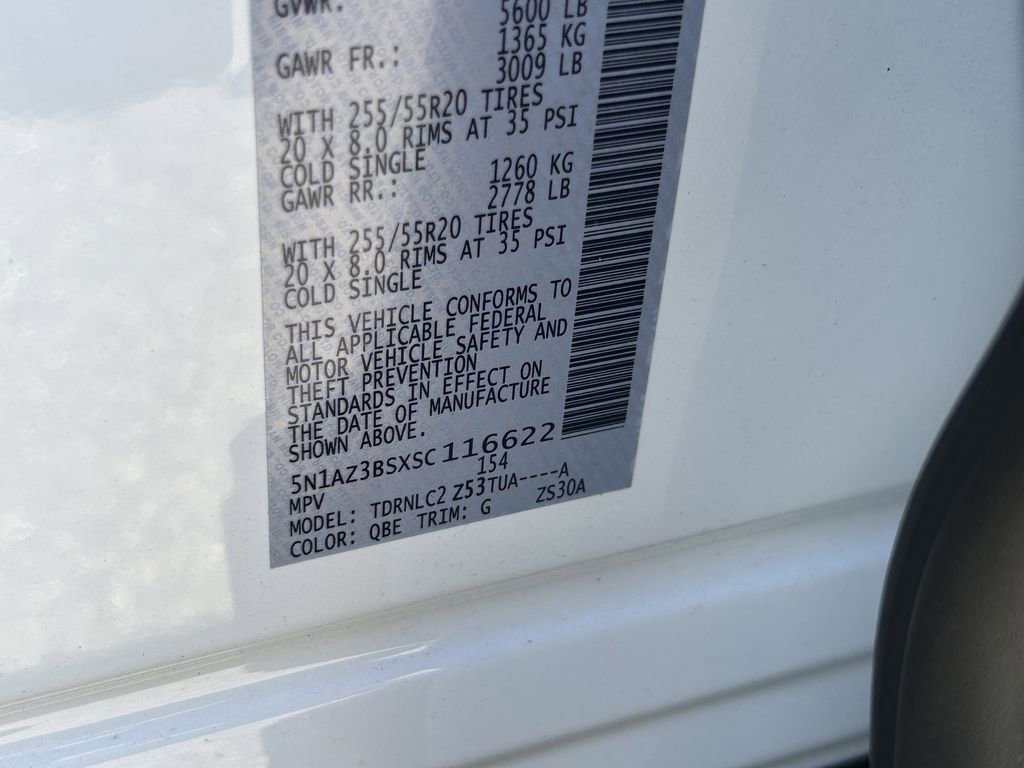 GVWR:
5600 LB
1365 KG
GAWR FR.:
3009 LB
WITH 255/55R20 TIRES
20 X 8.0 RIMS AT 35 PSI
COLD SINGLE
1260 KG
GAWR RR.:
2778 LB
WITH 255/55R20 TIRES
20 X 8.0 RIMS AT 35 PSI
COLD SINGLE
THIS VEHICLE CONFORMS TO
ALL APPLICABLE FEDERAL
MOTOR VEHICLE SAFETY AND
THEFT PREVENTION
STANDARDS IN EFFECT ON
THE DATE OF MANUFACTURE
SHOWN ABOVE.
5N1AZ3BSXSC116622
MPV 154
MODEL: TDRNLC2 Z53TUA----A
COLOR: QBE TRIM: G ZS30A